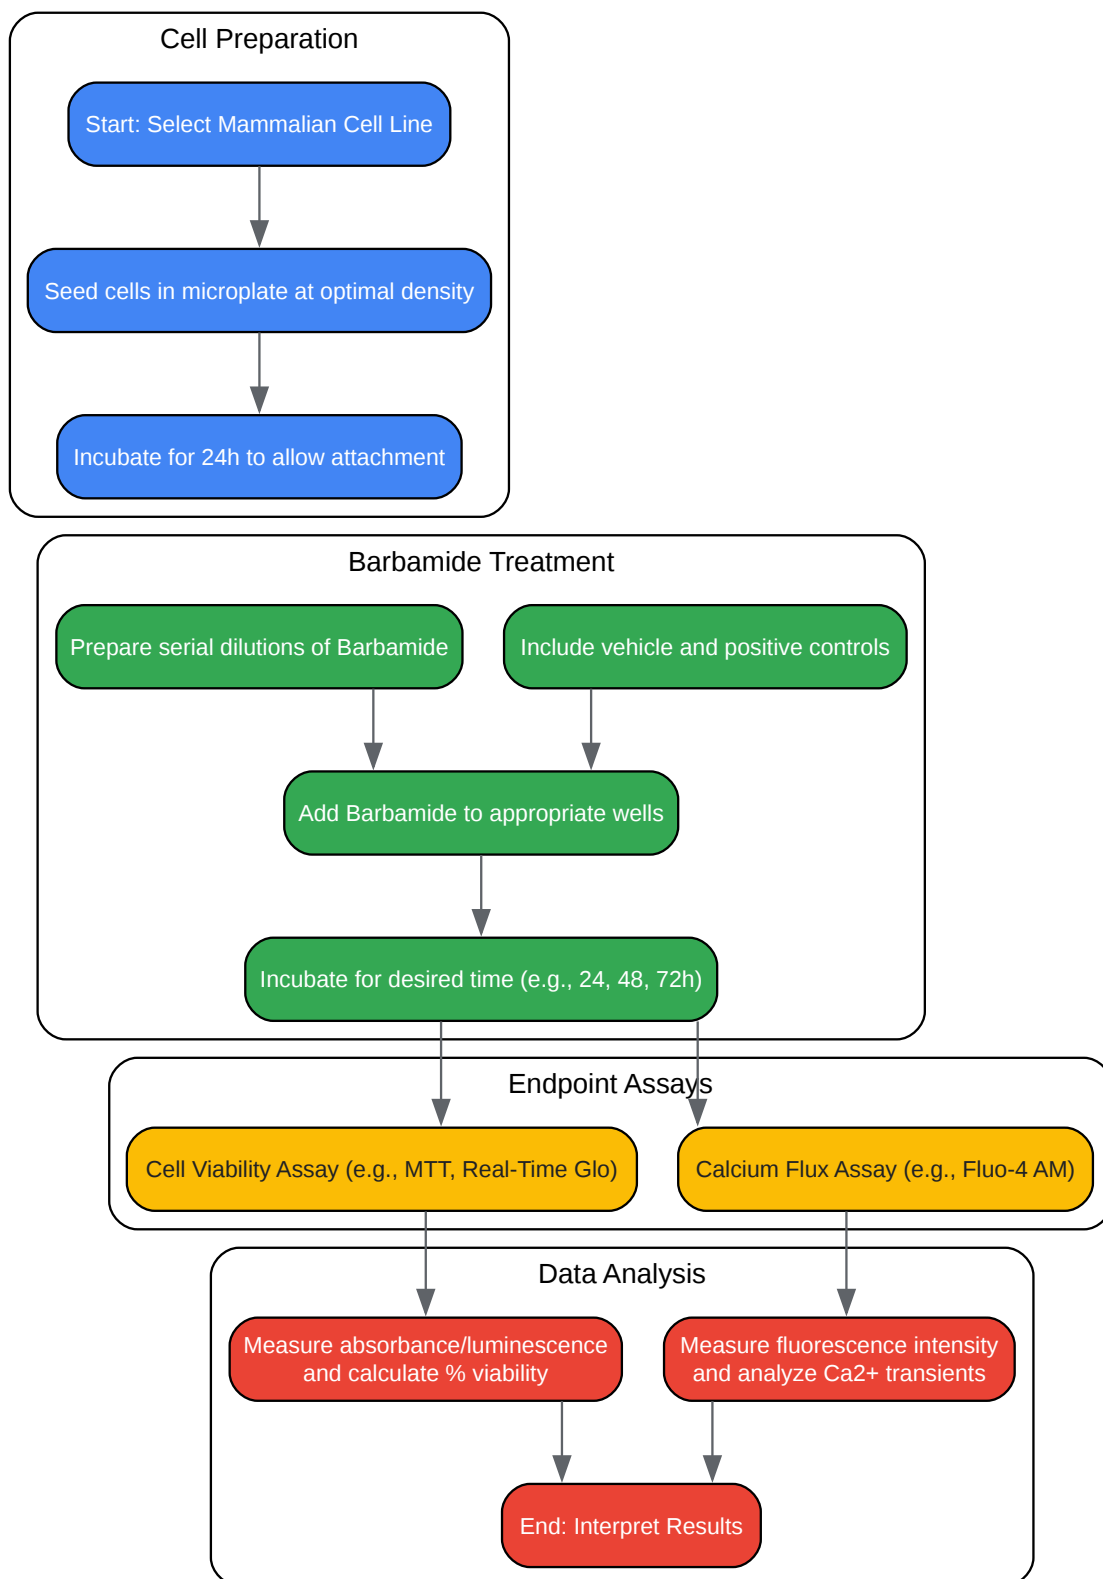 Cell Preparation
Start: Select Mammalian Cell Line
Seed cells in microplate at optimal density
Incubate for 24h to allow attachment
Barbamide Treatment
Prepare serial dilutions of Barbamide
Include vehicle and positive controls
Add Barbamide to appropriate wells
Incubate for desired time (e.g., 24, 48, 72h)
Endpoint Assays
Cell Viability Assay (e.g., MTT, Real-Time Glo)
Calcium Flux Assay (e.g., Fluo-4 AM)
Data Analysis
Measure absorbance/luminescence
and calculate % viability
Measure fluorescence intensity
and analyze Ca2+ transients
End: Interpret Results